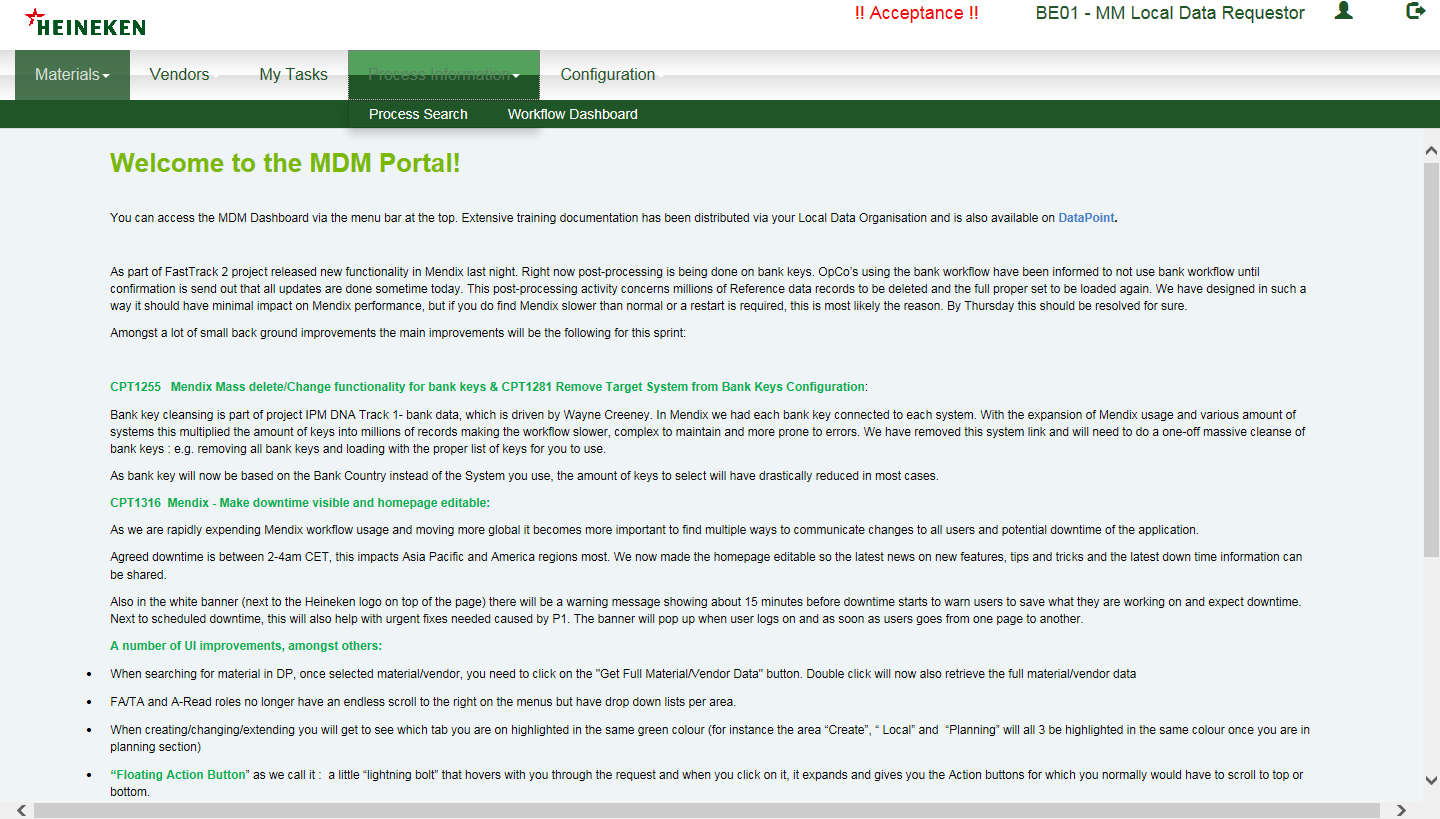 HEINEKEN
!! Acceptance !!
BE01 - MM Local Data Requestor
Materials
Vendors
My Tasks
Process Information
Configuration
Process Search
Workflow Dashboard
Welcome to the MDM Portal!
You can access the MDM Dashboard via the menu bar at the top. Extensive training documentation has been distributed via your Local Data Organisation and is also available on DataPoint.
As part of FastTrack 2 project released new functionality in Mendix last night. Right now post-processing is being done on bank keys. OpCo's using the bank workflow have been informed to not use bank workflow until
confirmation is send out that all updates are done sometime today. This post-processing activity concerns millions of Reference data records to be deleted and the full proper set to be loaded again. We have designed in such a
way it should have minimal impact on Mendix performance, but if you do find Mendix slower than normal or a restart is required, this is most likely the reason. By Thursday this should be resolved for sure.
Amongst a lot of small back ground improvements the main improvements will be the following for this sprint:
CPT1255 Mendix Mass delete/Change functionality for bank keys & CPT1281 Remove Target System from Bank Keys Configuration:
Bank key cleansing is part of project IPM DNA Track 1- bank data, which is driven by Wayne Creeney. In Mendix we had each bank key connected to each system. With the expansion of Mendix usage and various amount of
systems this multiplied the amount of keys into millions of records making the workflow slower, complex to maintain and more prone to errors. We have removed this system link and will need to do a one-off massive cleanse of
bank keys : e.g. removing all bank keys and loading with the proper list of keys for you to use.
As bank key will now be based on the Bank Country instead of the System you use, the amount of keys to select will have drastically reduced in most cases.
CPT1316 Mendix - Make downtime visible and homepage editable:
As we are rapidly expending Mendix workflow usage and moving more global it becomes more important to find multiple ways to communicate changes to all users and potential downtime of the application.
Agreed downtime is between 2-4am CET, this impacts Asia Pacific and America regions most. We now made the homepage editable so the latest news on new features, tips and tricks and the latest down time information can
be shared.
Also in the white banner (next to the Heineken logo on top of the page) there will be a warning message showing about 15 minutes before downtime starts to warn users to save what they are working on and expect downtime.
Next to scheduled downtime, this will also help with urgent fixes needed caused by P1. The banner will pop up when user logs on and as soon as users goes from one page to another.
A number of UI improvements, amongst others:
• When searching for material in DP, once selected material/vendor, you need to click on the "Get Full Material/Vendor Data" button. Double click will now also retrieve the full material/vendor data
• FA/TA and A-Read roles no longer have an endless scroll to the right on the menus but have drop down lists per area.
• When creating/changing/extending you will get to see which tab you are on highlighted in the same green colour (for instance the area “Create”, “ Local” and “Planning” will all 3 be highlighted in the same colour once you are in
planning section)
• “Floating Action Button” as we call it : a little “lightning bolt” that hovers with you through the request and when you click on it, it expands and gives you the Action buttons for which you normally would have to scroll to top or
bottom.